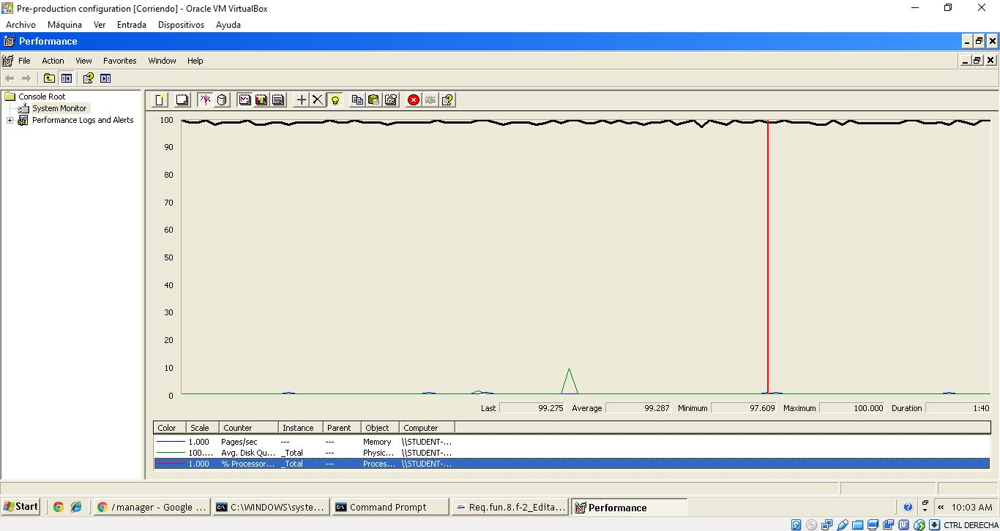 Pre-production configuration [Corriendo] - Oracle VM VirtualBox
Archivo Máquina Ver Entrada Dispositivos Ayuda
Performance
File Action View Favorites Window Help
Console Root
System Monitor
Performance Logs and Alerts
100
90
80
70
60
50
40
30
20
10
0
Last 99.275 Average 99.287 Minimum 97.609 Maximum 100.000 Duration 1:40
Color Scale Counter Instance Parent Object Computer
1.000 Pages/sec --- --- Memory \\STUDENT-...
100.... Avg. Disk Qu... _Total --- Physic... \\STUDENT-...
1.000 % Processor... _Total --- Proces... \\STUDENT-...
Start /manager - Google ... C:\WINDOWS\syste... Command Prompt Req.fun.8.f-2_Edita... Performance « 10:03 AM
CTRL DERECHA